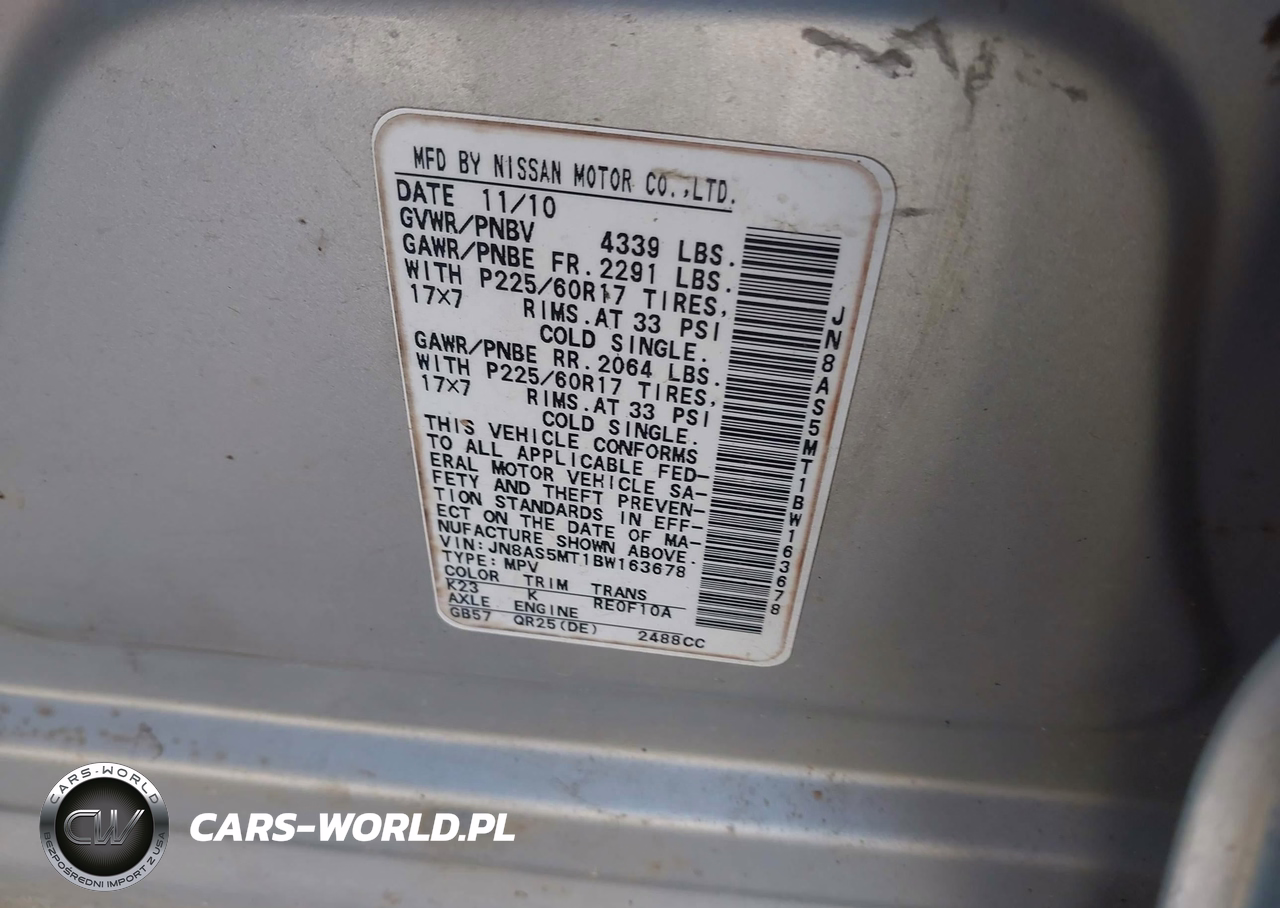 MFD BY NISSAN MOTOR CO.,LTD.
DATE 11/10
GVWR/PNBV 4339 LBS.
GAWR/PNBE FR.2291 LBS.
WITH P225/60R17 TIRES,
17×7 RIMS.AT 33 PSI
COLD SINGLE.
GAWR/PNBE RR.2064 LBS.
WITH P225/60R17 TIRES,
17×7 RIMS.AT 33 PSI
COLD SINGLE.
THIS VEHICLE CONFORMS
TO ALL APPLICABLE FED-
ERAL MOTOR VEHICLE SA-
FETY AND THEFT PREVEN-
TION STANDARDS IN EFF-
ECT ON THE DATE OF MA-
NUFACTURE SHOWN ABOVE.
VIN:JN8AS5MT1BW163678
TYPE:MPV
COLOR TRIM TRANS
K23 K RE0F10A
AXLE ENGINE
GB57 QR25(DE) 2488CC
JN8AS5MT1BW163678
CARS-WORLD
CW
BEZPOŚREDNI IMPORT Z USA
CARS-WORLD.PL